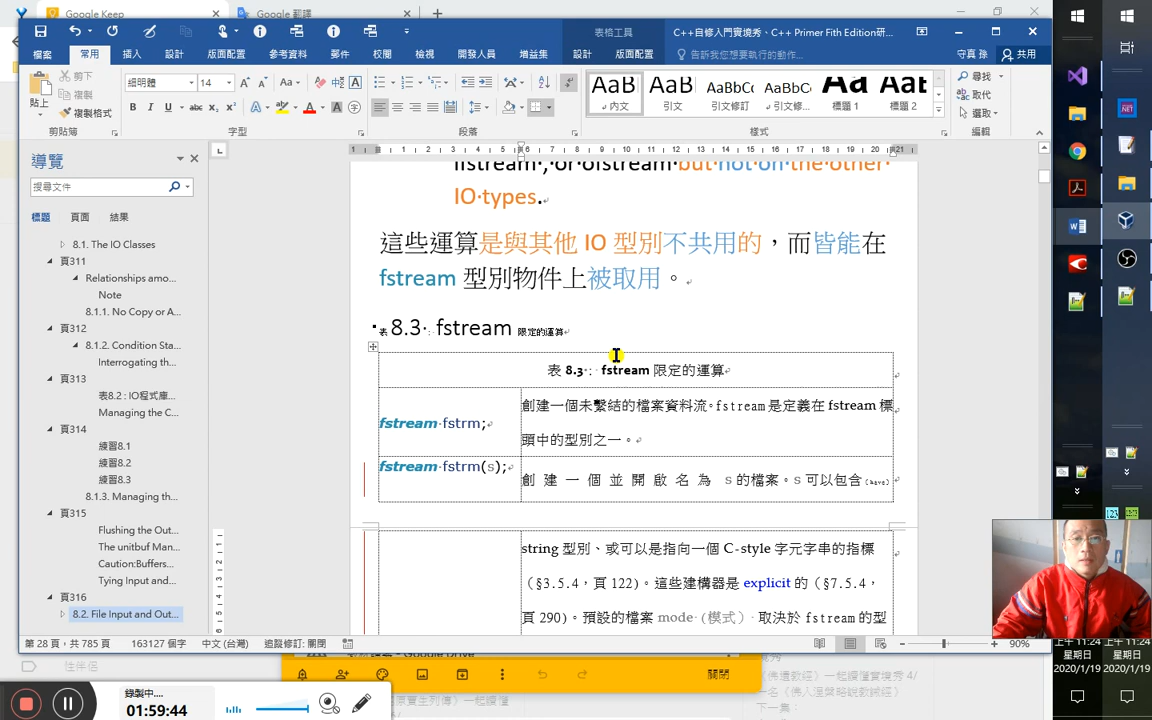 Google Keep
Google 翻譯
表格工具
C++自修入門實境秀、C++ Primer Fith Edition研...
檔案
常用
插入
設計
版面配置
參考資料
郵件
校閱
檢視
開發人員
增益集
設計
版面配置
告訴我您想要執行的動作...
守真 孫
共用
貼上
剪下
複製
複製格式
細明體
14
剪貼簿
字型
段落
樣式
編輯
AaB
內文
AaB
引文
AaBbCc
引文修訂
AaBbCc
引文修...
Aa
標題 1
Aat
標題 2
尋找
取代
選取
導覽
搜尋文件
標題
頁面
結果
8.1. The IO Classes
頁311
Relationships amo...
Note
8.1.1. No Copy or A...
頁312
8.1.2. Condition Sta...
Interrogating th...
頁313
表8.2 : IO程式庫...
Managing the C...
頁314
練習8.1
練習8.2
練習8.3
8.1.3. Managing th...
頁315
Flushing the Out...
The unitbuf Man...
Caution:Buffers...
Tying Input and...
頁316
8.2. File Input and Out...
ifstream, or ofstream but not on the other
IO types.
這些運算是與其他 IO 型別不共用的，而皆能在
fstream 型別物件上被取用。
表 8.3 : fstream 限定的運算
表 8.3 : fstream 限定的運算
fstream fstrm;
創建一個未繫結的檔案資料流。fstream 是定義在 fstream 標
頭中的型別之一。
fstream fstrm(s);
創建一個並開啟名為 s 的檔案。s 可以包含 (have)
string 型別、或可以是指向一個 C-style 字元字串的指標
（§3.5.4，頁 122）。這些建構器是 explicit 的（§7.5.4，
頁 290）。預設的檔案 mode（模式）取決於 fstream 的型
第 28 頁，共 785 頁
163127 個字
中文 (台灣)
追蹤修訂: 關閉
90%
性伴侶
關閉
錄製中...
01:59:44
上午 11:24
星期日
2020/1/19
上午 11:24
星期日
2020/1/19